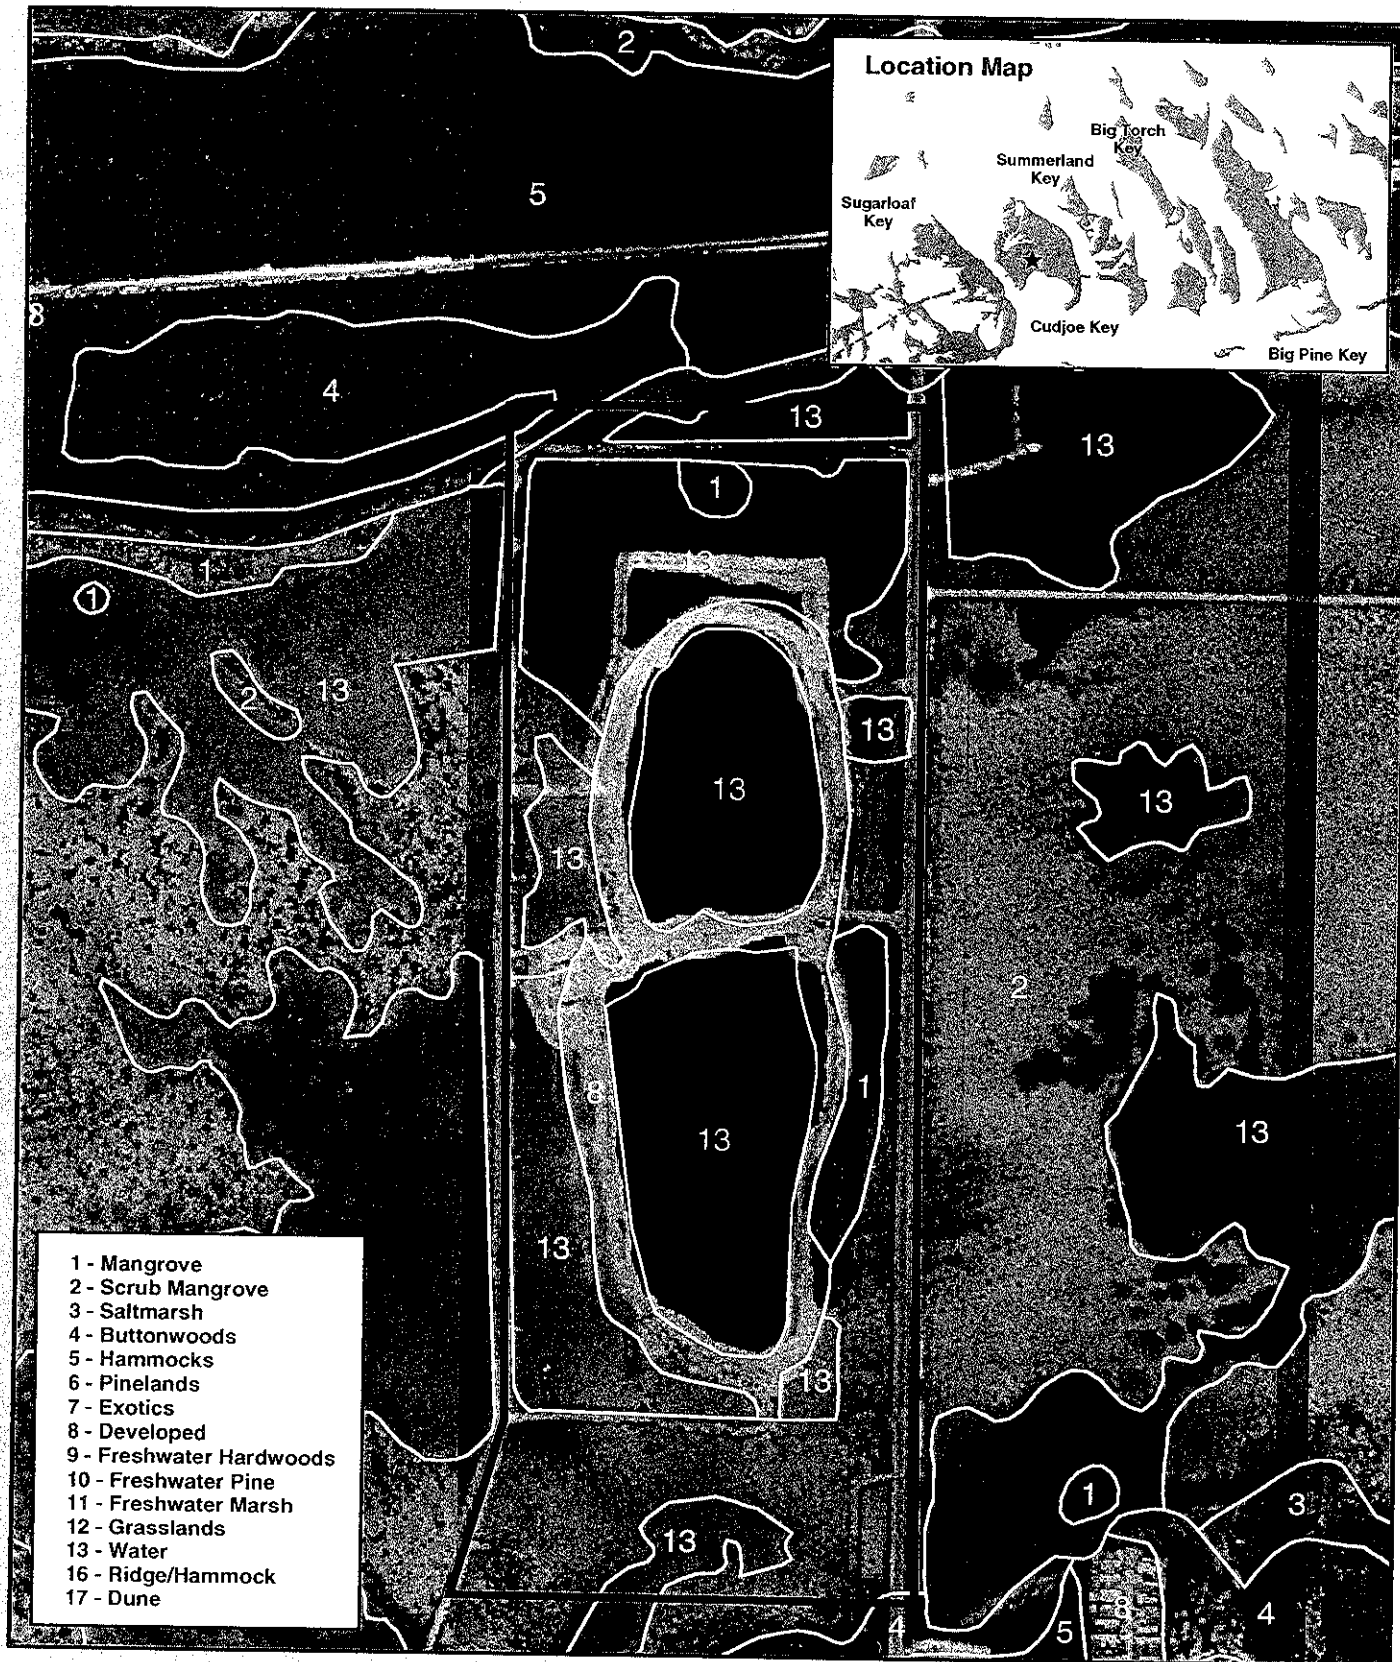 2
Location Map
Big Torch
Key
Summerland
Key
Sugarloaf
Key
Cudjoe Key
Big Pine Key
5
8
4
13
13
1
13
1
1
2
13
13
13
13
13
2
8
1
13
13
13
13
1
3
13
8
4
4
5
1 - Mangrove
2 - Scrub Mangrove
3 - Saltmarsh
4 - Buttonwoods
5 - Hammocks
6 - Pinelands
7 - Exotics
8 - Developed
9 - Freshwater Hardwoods
10 - Freshwater Pine
11 - Freshwater Marsh
12 - Grasslands
13 - Water
16 - Ridge/Hammock
17 - Dune